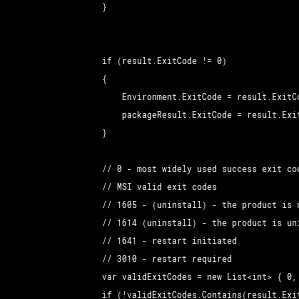 }
if (result.ExitCode != 0)
{
Environment.ExitCode = result.ExitCo
packageResult.ExitCode = result.Exit
}
// 0 - most widely used success exit cod
// MSI valid exit codes
// 1605 - (uninstall) - the product is n
// 1614 (uninstall) - the product is uni
// 1641 - restart initiated
// 3010 - restart required
var validExitCodes = new List<int> { 0,
if (!validExitCodes.Contains(result.Exit